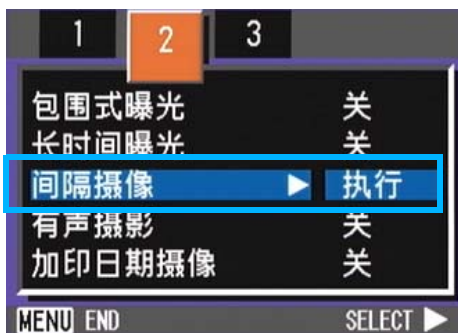 1 2 3
包围式曝光 关
长时间曝光 关
间隔摄像 ▶ 执行
有声摄影 关
加印日期摄像 关
MENU END SELECT ▶